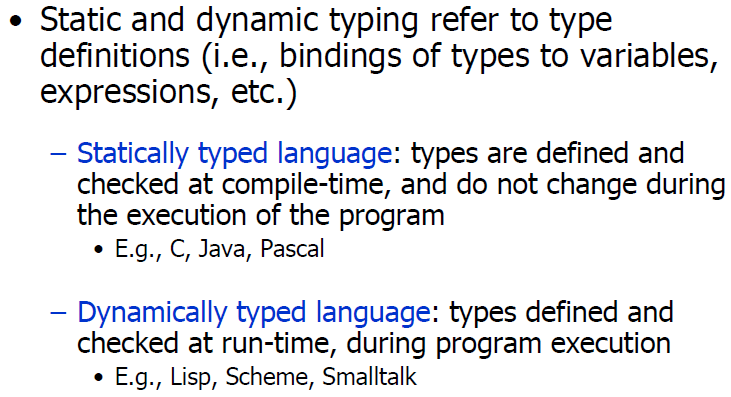 • Static and dynamic typing refer to type
definitions (i.e., bindings of types to variables,
expressions, etc.)
– Statically typed language: types are defined and
checked at compile-time, and do not change during
the execution of the program
• E.g., C, Java, Pascal
– Dynamically typed language: types defined and
checked at run-time, during program execution
• E.g., Lisp, Scheme, Smalltalk